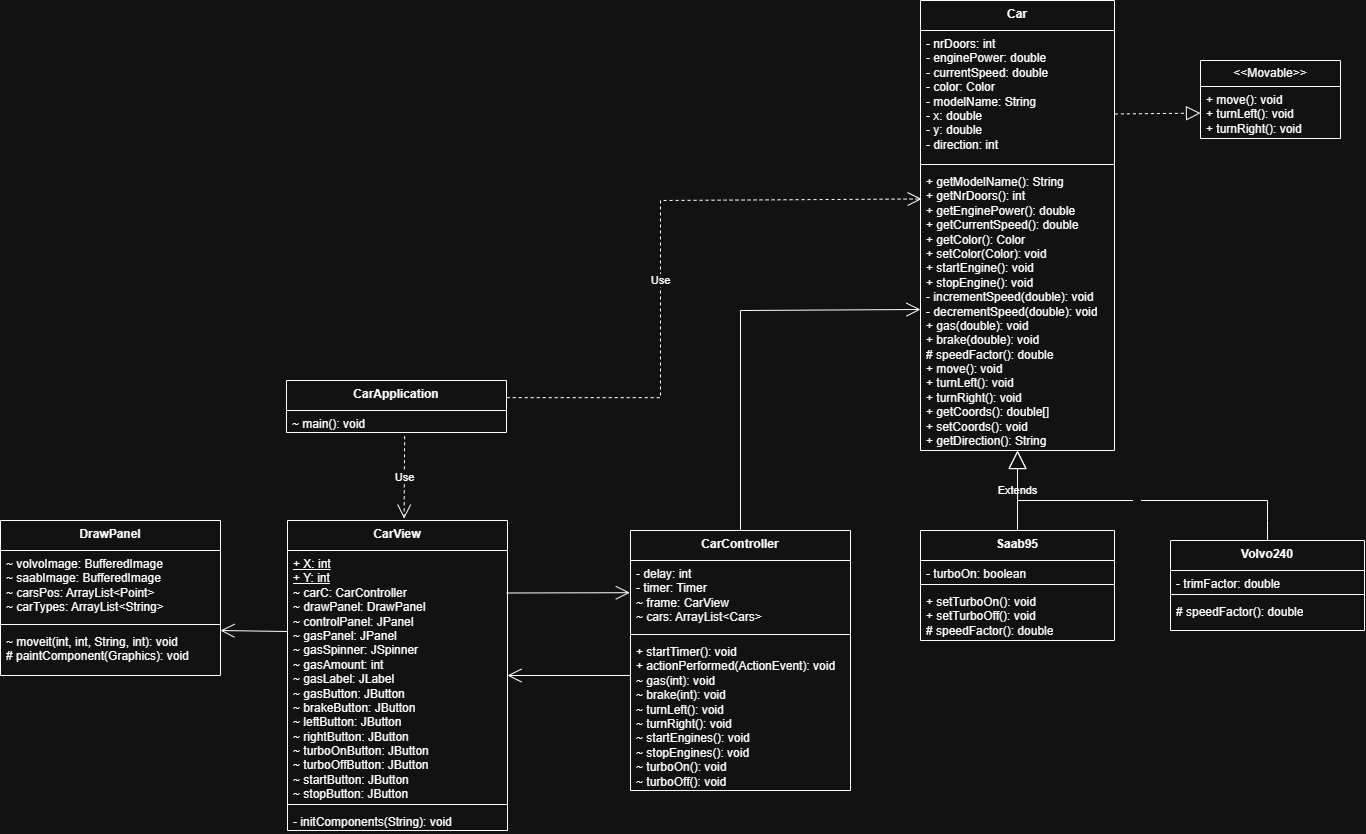 Car
- nrDoors: int
- enginePower: double
- currentSpeed: double
- color: Color
- modelName: String
- x: double
- y: double
- direction: int
+ getModelName(): String
+ getNrDoors(): int
+ getEnginePower(): double
+ getCurrentSpeed(): double
+ getColor(): Color
+ setColor(Color): void
+ startEngine(): void
+ stopEngine(): void
- incrementSpeed(double): void
- decrementSpeed(double): void
+ gas(double): void
+ brake(double): void
# speedFactor(): double
+ move(): void
+ turnLeft(): void
+ turnRight(): void
+ getCoords(): double[]
+ setCoords(): void
+ getDirection(): String
<<Movable>>
+ move(): void
+ turnLeft(): void
+ turnRight(): void
Use
CarApplication
~ main(): void
Use
Extends
DrawPanel
~ volvoImage: BufferedImage
~ saabImage: BufferedImage
~ carsPos: ArrayList<Point>
~ carTypes: ArrayList<String>
~ moveit(int, int, String, int): void
# paintComponent(Graphics): void
CarView
+ X: int
+ Y: int
~ carC: CarController
~ drawPanel: DrawPanel
~ controlPanel: JPanel
~ gasPanel: JPanel
~ gasSpinner: JSpinner
~ gasAmount: int
~ gasLabel: JLabel
~ gasButton: JButton
~ brakeButton: JButton
~ leftButton: JButton
~ rightButton: JButton
~ turboOnButton: JButton
~ turboOffButton: JButton
~ startButton: JButton
~ stopButton: JButton
- initComponents(String): void
CarController
- delay: int
- timer: Timer
~ frame: CarView
~ cars: ArrayList<Cars>
+ startTimer(): void
+ actionPerformed(ActionEvent): void
~ gas(int): void
~ brake(int): void
~ turnLeft(): void
~ turnRight(): void
~ startEngines(): void
~ stopEngines(): void
~ turboOn(): void
~ turboOff(): void
Saab95
- turboOn: boolean
+ setTurboOn(): void
+ setTurboOff(): void
# speedFactor(): double
Volvo240
- trimFactor: double
# speedFactor(): double